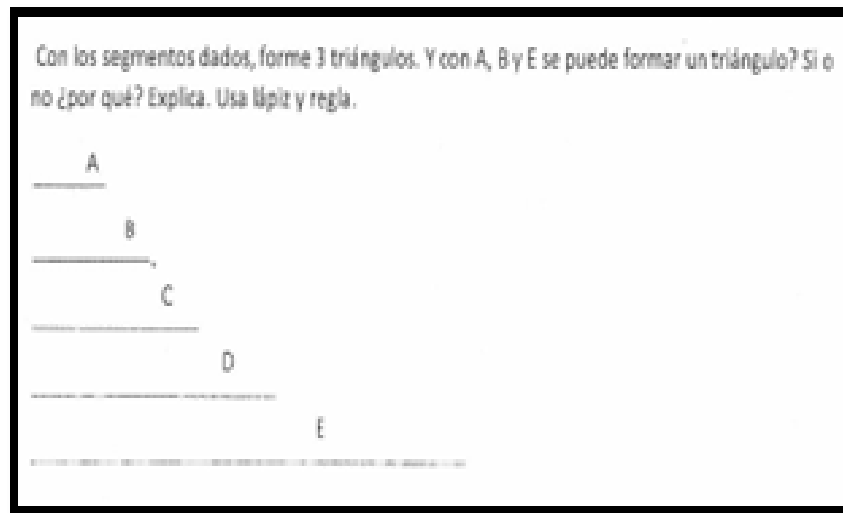 Con los segmentos dados, forme 3 triángulos. Y con A, B y E se puede formar un triángulo? Si o
no ¿por qué? Explica. Usa lápiz y regla.
A
B
C
D
E